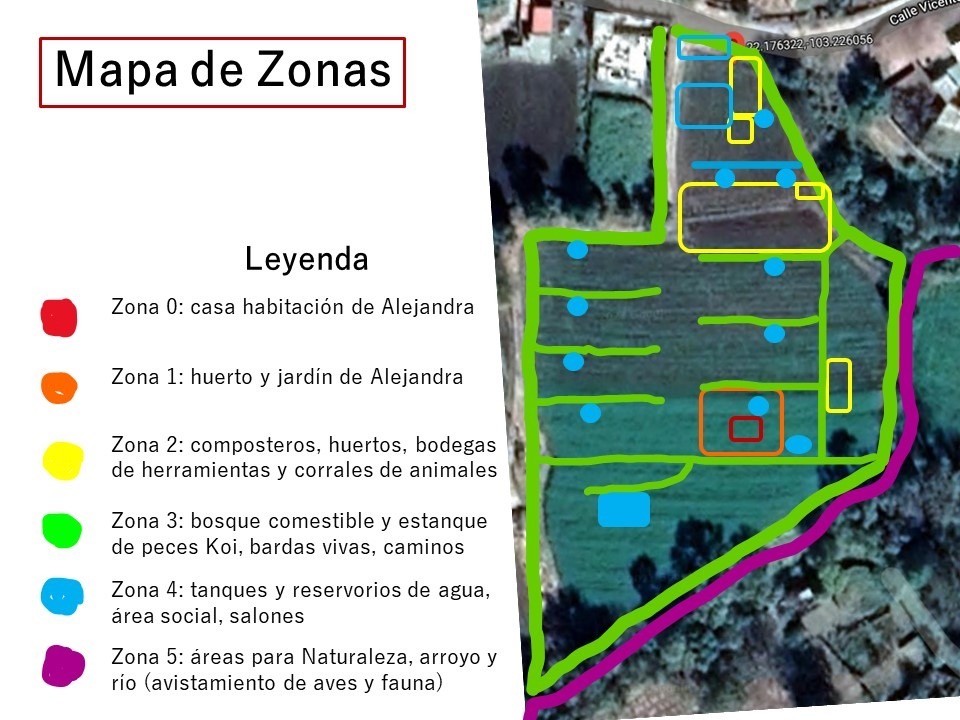 Mapa de Zonas
Calle Vicente
22.176322,-103.226056
Leyenda
Zona 0: casa habitación de Alejandra
Zona 1: huerto y jardín de Alejandra
Zona 2: composteros, huertos, bodegas
de herramientas y corrales de animales
Zona 3: bosque comestible y estanque
de peces Koi, bardas vivas, caminos
Zona 4: tanques y reservorios de agua,
área social, salones
Zona 5: áreas para Naturaleza, arroyo y
río (avistamiento de aves y fauna)